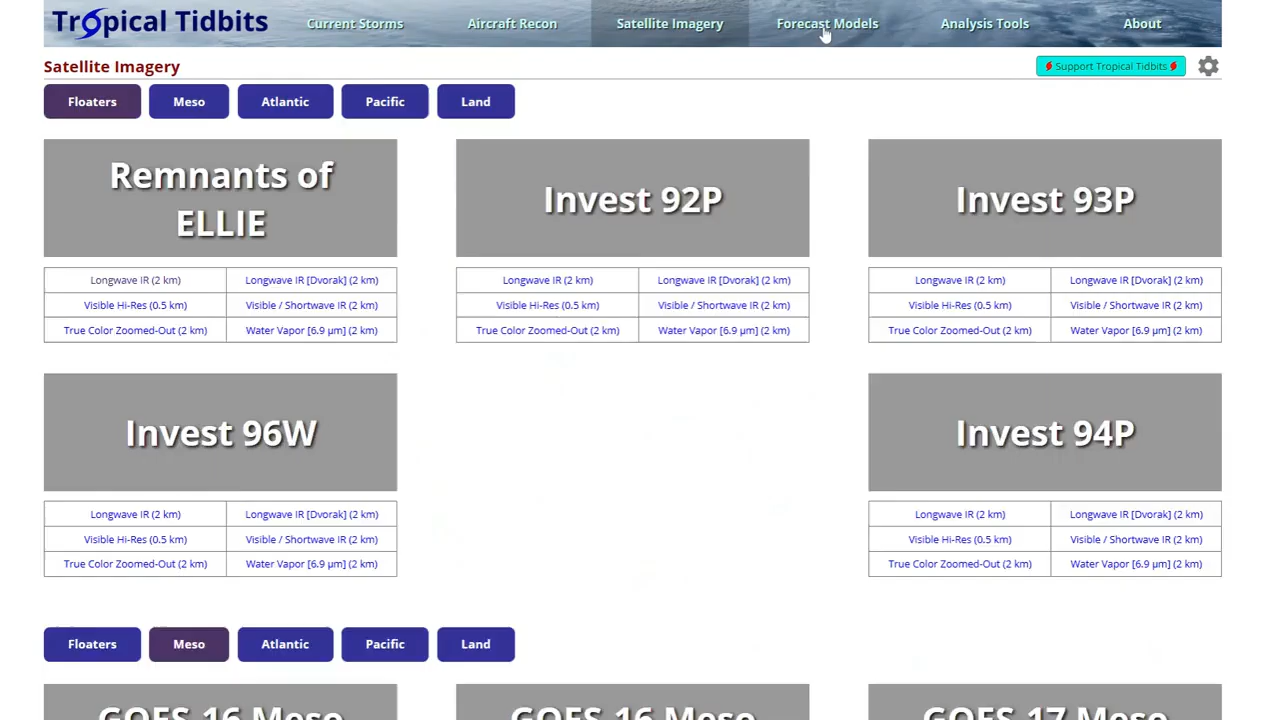 Tropical Tidbits
Current Storms
Aircraft Recon
Satellite Imagery
Forecast Models
Analysis Tools
About
Satellite Imagery
Support Tropical Tidbits
Floaters
Meso
Atlantic
Pacific
Land
Remnants of
ELLIE
Invest 92P
Invest 93P
Longwave IR (2 km)
Longwave IR [Dvorak] (2 km)
Longwave IR (2 km)
Longwave IR [Dvorak] (2 km)
Longwave IR (2 km)
Longwave IR [Dvorak] (2 km)
Visible Hi-Res (0.5 km)
Visible / Shortwave IR (2 km)
Visible Hi-Res (0.5 km)
Visible / Shortwave IR (2 km)
Visible Hi-Res (0.5 km)
Visible / Shortwave IR (2 km)
True Color Zoomed-Out (2 km)
Water Vapor [6.9 µm] (2 km)
True Color Zoomed-Out (2 km)
Water Vapor [6.9 µm] (2 km)
True Color Zoomed-Out (2 km)
Water Vapor [6.9 µm] (2 km)
Invest 96W
Invest 94P
Longwave IR (2 km)
Longwave IR [Dvorak] (2 km)
Longwave IR (2 km)
Longwave IR [Dvorak] (2 km)
Visible Hi-Res (0.5 km)
Visible / Shortwave IR (2 km)
Visible Hi-Res (0.5 km)
Visible / Shortwave IR (2 km)
True Color Zoomed-Out (2 km)
Water Vapor [6.9 µm] (2 km)
True Color Zoomed-Out (2 km)
Water Vapor [6.9 µm] (2 km)
Floaters
Meso
Atlantic
Pacific
Land
GOES-16 Meso
GOES-16 Meso
GOES-17 Meso